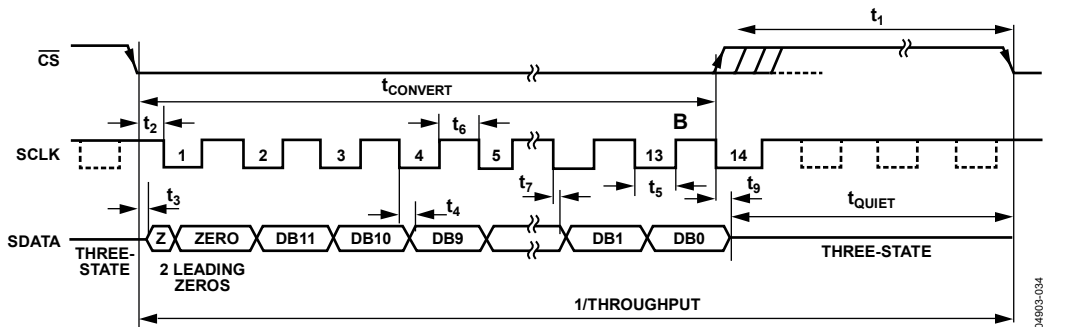 t1
CS
tCONVERT
t2
t6
B
SCLK
1
2
3
4
5
13
14
t3
t4
t7
t5
t9
tQUIET
SDATA
Z
ZERO
DB11
DB10
DB9
DB1
DB0
THREE-
STATE
THREE-STATE
2 LEADING
ZEROS
1/THROUGHPUT
04903-034